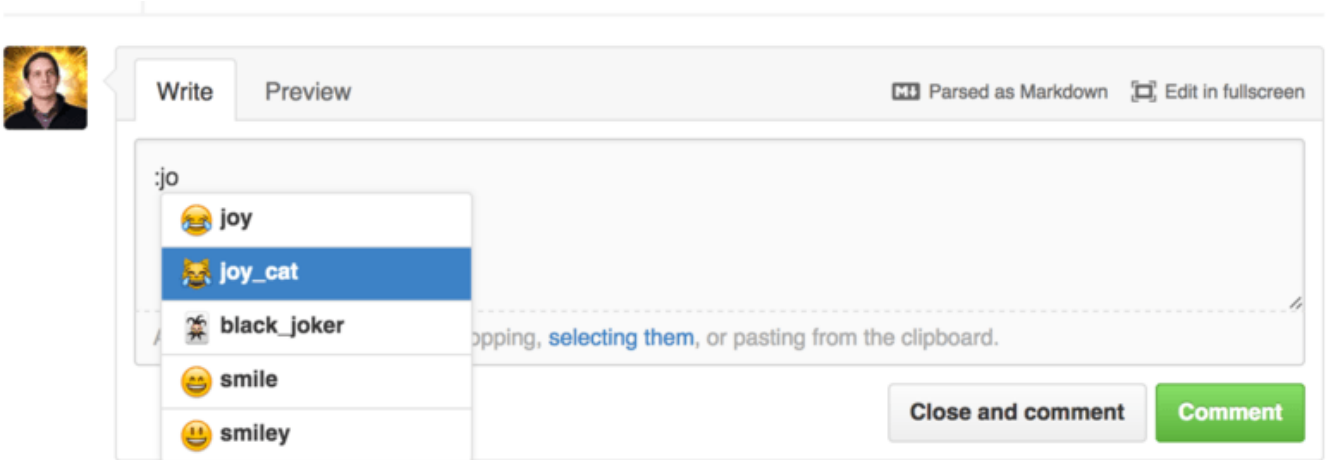 Write Preview Parsed as Markdown Edit in fullscreen
:jo
joy
joy_cat
black_joker
opping, selecting them, or pasting from the clipboard.
smile
Close and comment Comment
smiley